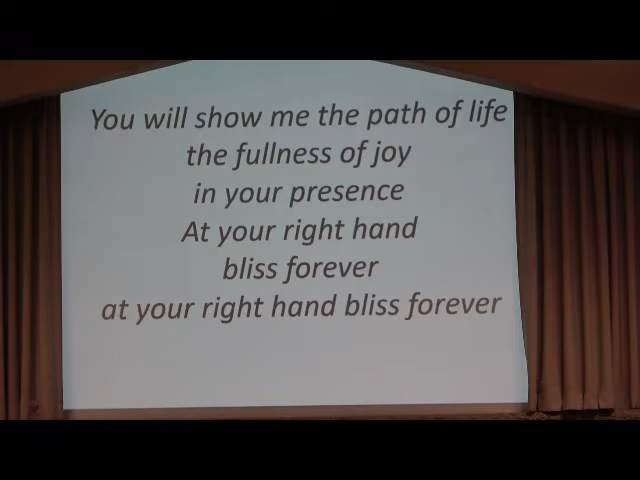 You will show me the path of life
the fullness of joy
in your presence
At your right hand
bliss forever
at your right hand bliss forever